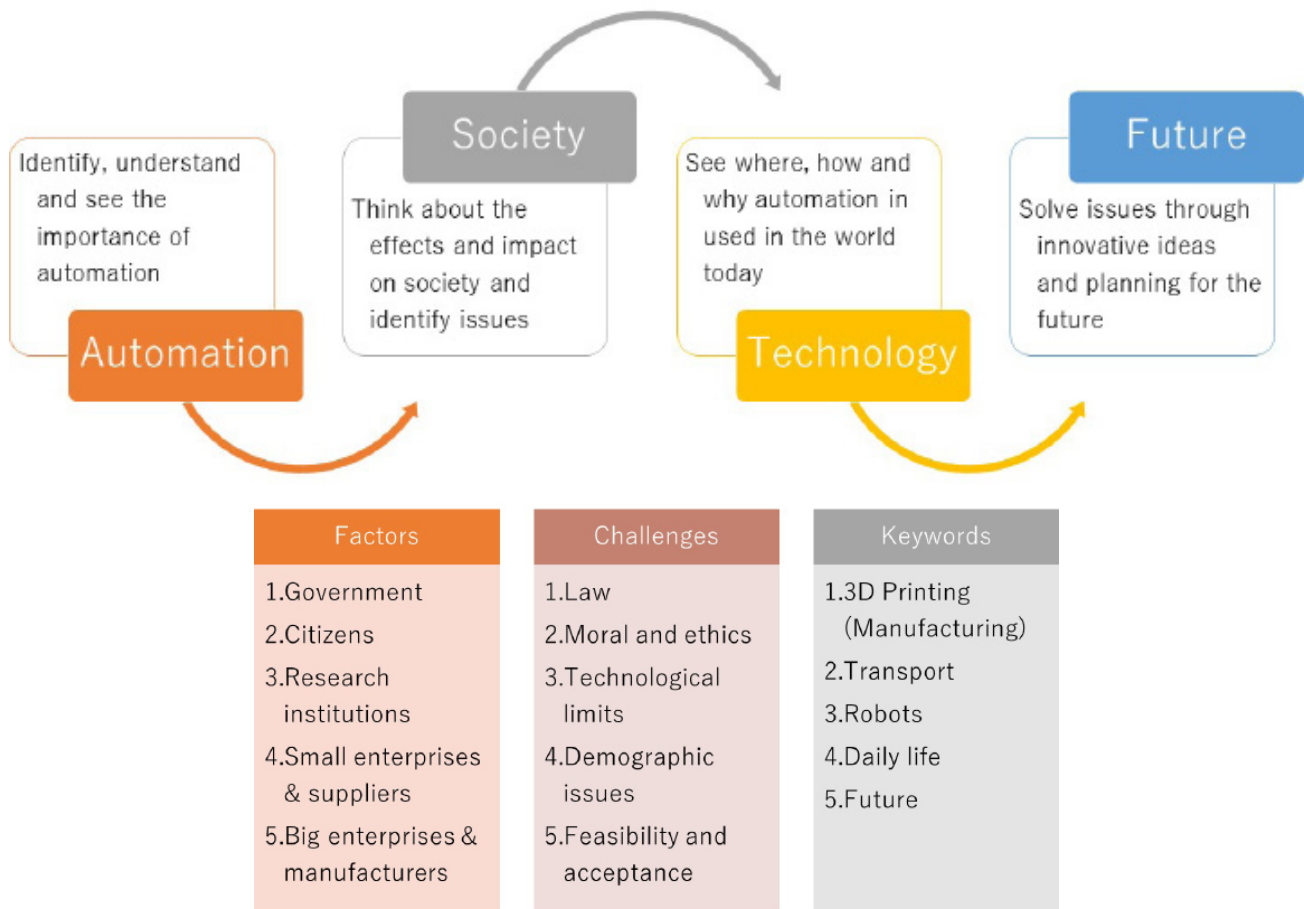 Identify, understand
and see the
importance of
automation
Automation
Society
Think about the
effects and impact
on society and
identify issues
See where, how and
why automation in
used in the world
today
Technology
Future
Solve issues through
innovative ideas
and planning for the
future
Factors
1.Government
2.Citizens
3.Research
institutions
4.Small enterprises
& suppliers
5.Big enterprises &
manufacturers
Challenges
1.Law
2.Moral and ethics
3.Technological
limits
4.Demographic
issues
5.Feasibility and
acceptance
Keywords
1.3D Printing
(Manufacturing)
2.Transport
3.Robots
4.Daily life
5.Future